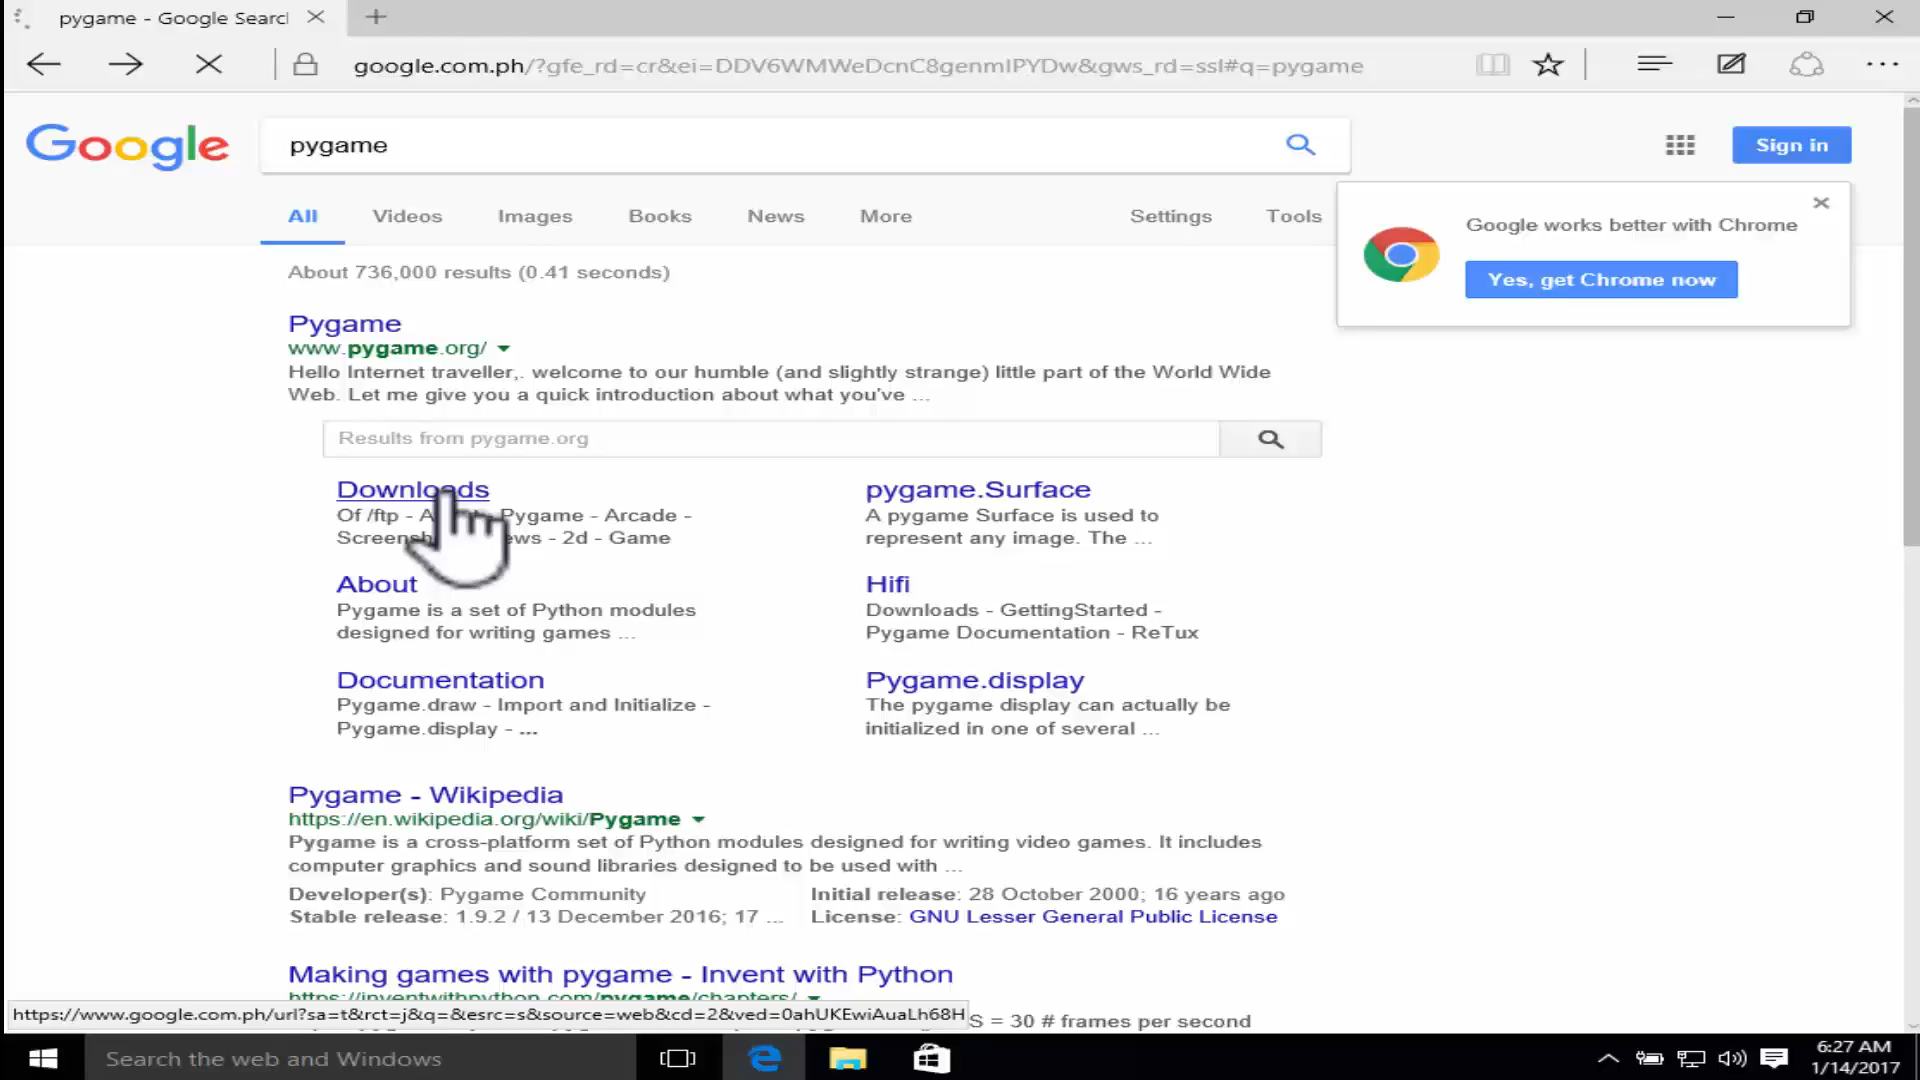 pygame - Google Search
google.com.ph/?gfe_rd=cr&ei=DDV6WMWeDcnC8genmIPYDw&gws_rd=ssl#q=pygame
Google
pygame
Sign in
All Videos Images Books News More Settings Tools
Google works better with Chrome
Yes, get Chrome now
About 736,000 results (0.41 seconds)
Pygame
www.pygame.org/
Hello Internet traveller,. welcome to our humble (and slightly strange) little part of the World Wide
Web. Let me give you a quick introduction about what you've ...
Results from pygame.org
Downloads
Of /ftp - Pygame - Arcade -
- 2d - Game
pygame.Surface
A pygame Surface is used to
represent any image. The ...
About
Pygame is a set of Python modules
designed for writing games ...
Hifi
Downloads - GettingStarted -
Pygame Documentation - ReTux
Documentation
Pygame.draw - Import and Initialize -
Pygame.display - ...
Pygame.display
The pygame display can actually be
initialized in one of several ...
Pygame - Wikipedia
https://en.wikipedia.org/wiki/Pygame
Pygame is a cross-platform set of Python modules designed for writing video games. It includes
computer graphics and sound libraries designed to be used with ...
Developer(s): Pygame Community Initial release: 28 October 2000; 16 years ago
Stable release: 1.9.2 / 13 December 2016; 17 ... License: GNU Lesser General Public License
Making games with pygame - Invent with Python
https://inventwithpython.com/pygame/chapters/
https://www.google.com.ph/url?sa=t&rct=j&q=&esrc=s&source=web&cd=2&ved=0ahUKEwiAuaLh68H
= 30 # frames per second
Search the web and Windows
6:27 AM
1/14/2017